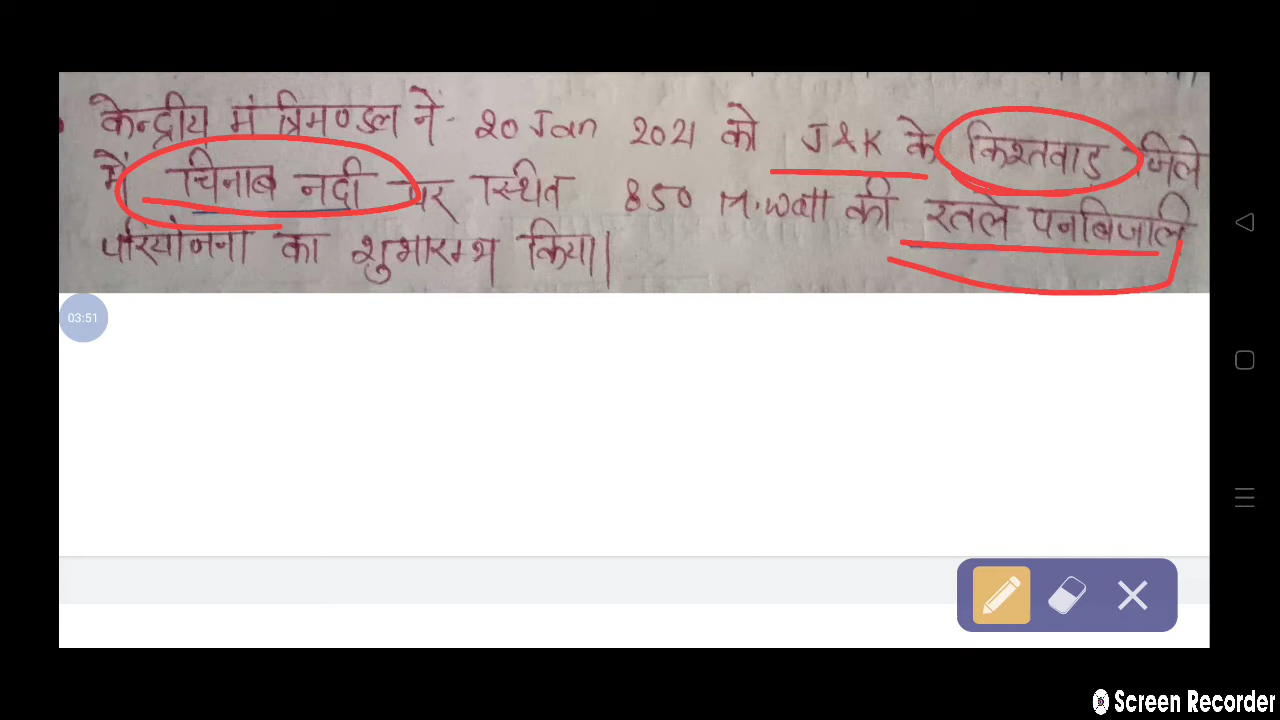 केन्द्रीय मंत्रिमण्डल नें 20 Jan 2021 को J&K के किश्तवाड़ जिले
में चिनाब नदी पर स्थित 850 M.Watt की रतले पनबिजलि
परियोजना का शुभारम्भ किया।
03:51
Screen Recorder